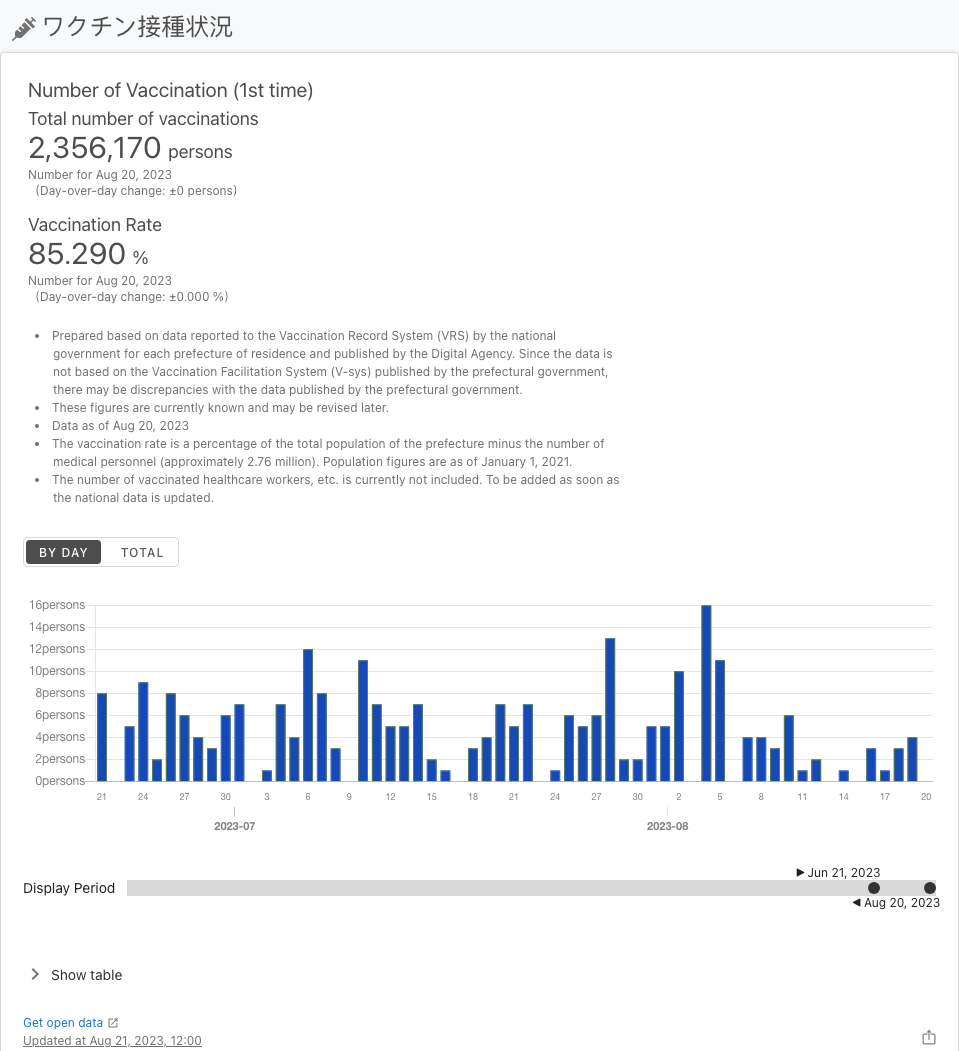 ワクチン接種状況
Number of Vaccination (1st time)
Total number of vaccinations
2,356,170 persons
Number for Aug 20, 2023
(Day-over-day change: ±0 persons)
Vaccination Rate
85.290 %
Number for Aug 20, 2023
(Day-over-day change: ±0.000 %)
• Prepared based on data reported to the Vaccination Record System (VRS) by the national
government for each prefecture of residence and published by the Digital Agency. Since the data is
not based on the Vaccination Facilitation System (V-sys) published by the prefectural government,
there may be discrepancies with the data published by the prefectural government.
• These figures are currently known and may be revised later.
• Data as of Aug 20, 2023
• The vaccination rate is a percentage of the total population of the prefecture minus the number of
medical personnel (approximately 2.76 million). Population figures are as of January 1, 2021.
• The number of vaccinated healthcare workers, etc. is currently not included. To be added as soon as
the national data is updated.
BY DAY TOTAL
16persons
14persons
12persons
10persons
8persons
6persons
4persons
2persons
0persons
21 24 27 30 3 6 9 12 15 18 21 24 27 30 2 5 8 11 14 17 20
2023-07 2023-08
Jun 21, 2023
Display Period
Aug 20, 2023
Show table
Get open data
Updated at Aug 21, 2023, 12:00